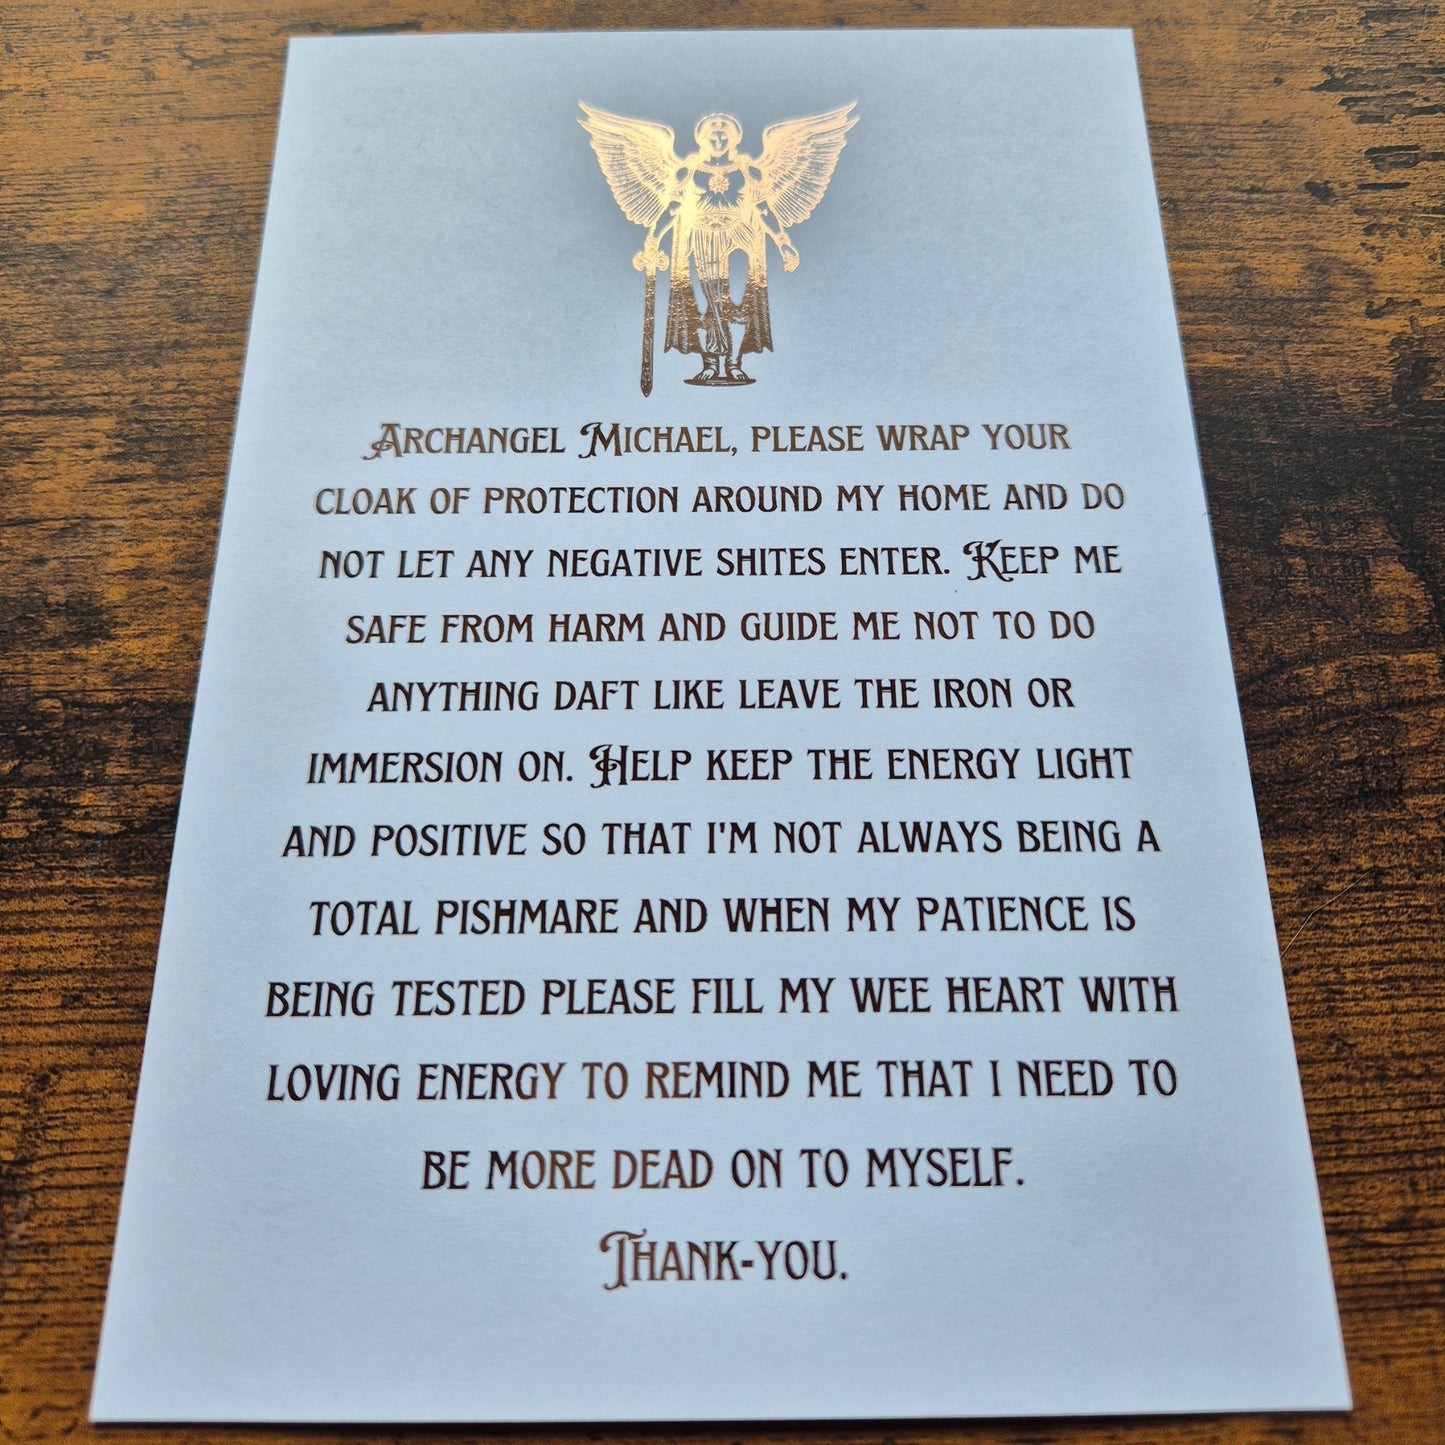 Archangel Michael, please wrap your
cloak of protection around my home and do
not let any negative shites enter. Keep me
safe from harm and guide me not to do
anything daft like leave the iron or
immersion on. Help keep the energy light
and positive so that I'm not always being a
total pishmare and when my patience is
being tested please fill my wee heart with
loving energy to remind me that I need to
be more dead on to myself.
Thank-you.